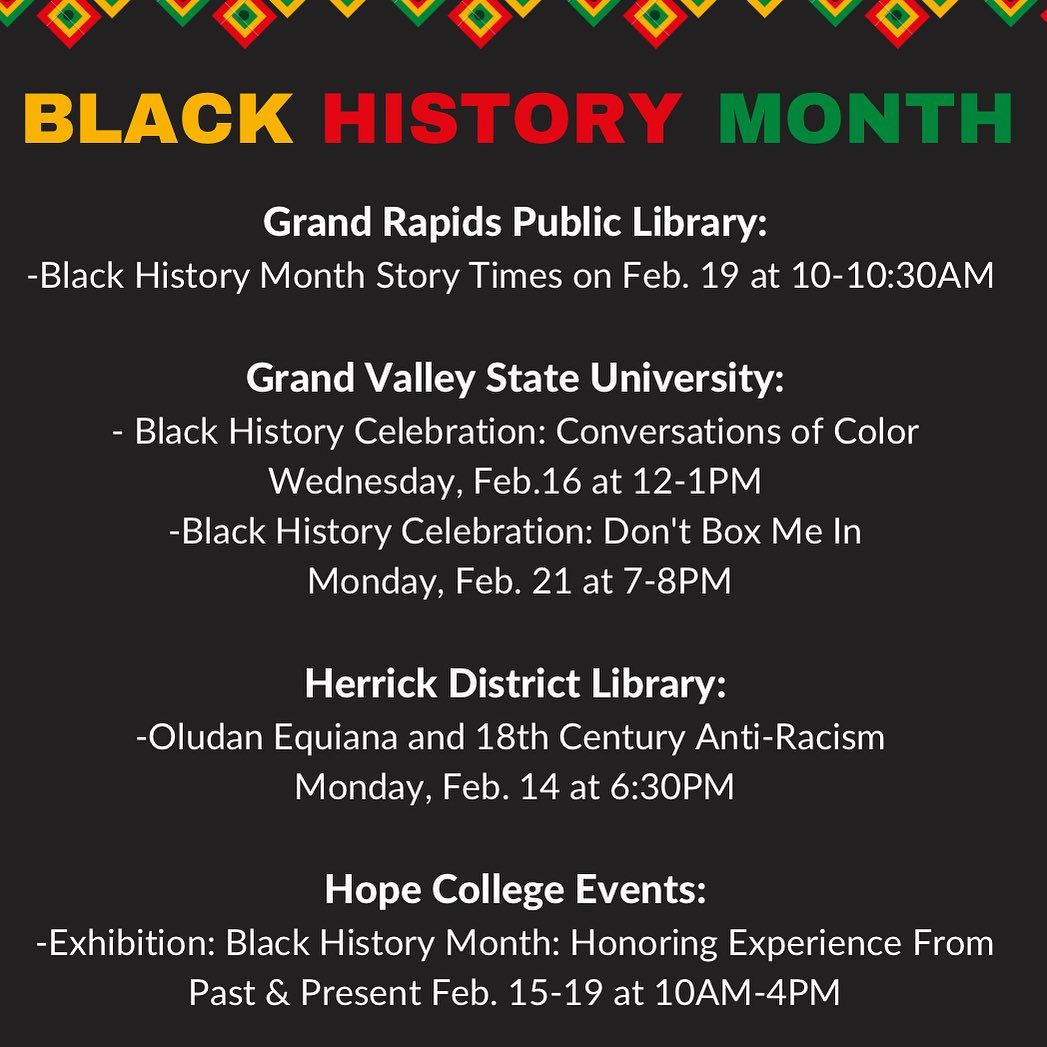 BLACK HISTORY MONTH
Grand Rapids Public Library:
-Black History Month Story Times on Feb. 19 at 10-10:30AM
Grand Valley State University:
- Black History Celebration: Conversations of Color
Wednesday, Feb.16 at 12-1PM
-Black History Celebration: Don't Box Me In
Monday, Feb. 21 at 7-8PM
Herrick District Library:
-Oludan Equiana and 18th Century Anti-Racism
Monday, Feb. 14 at 6:30PM
Hope College Events:
-Exhibition: Black History Month: Honoring Experience From
Past & Present Feb. 15-19 at 10AM-4PM